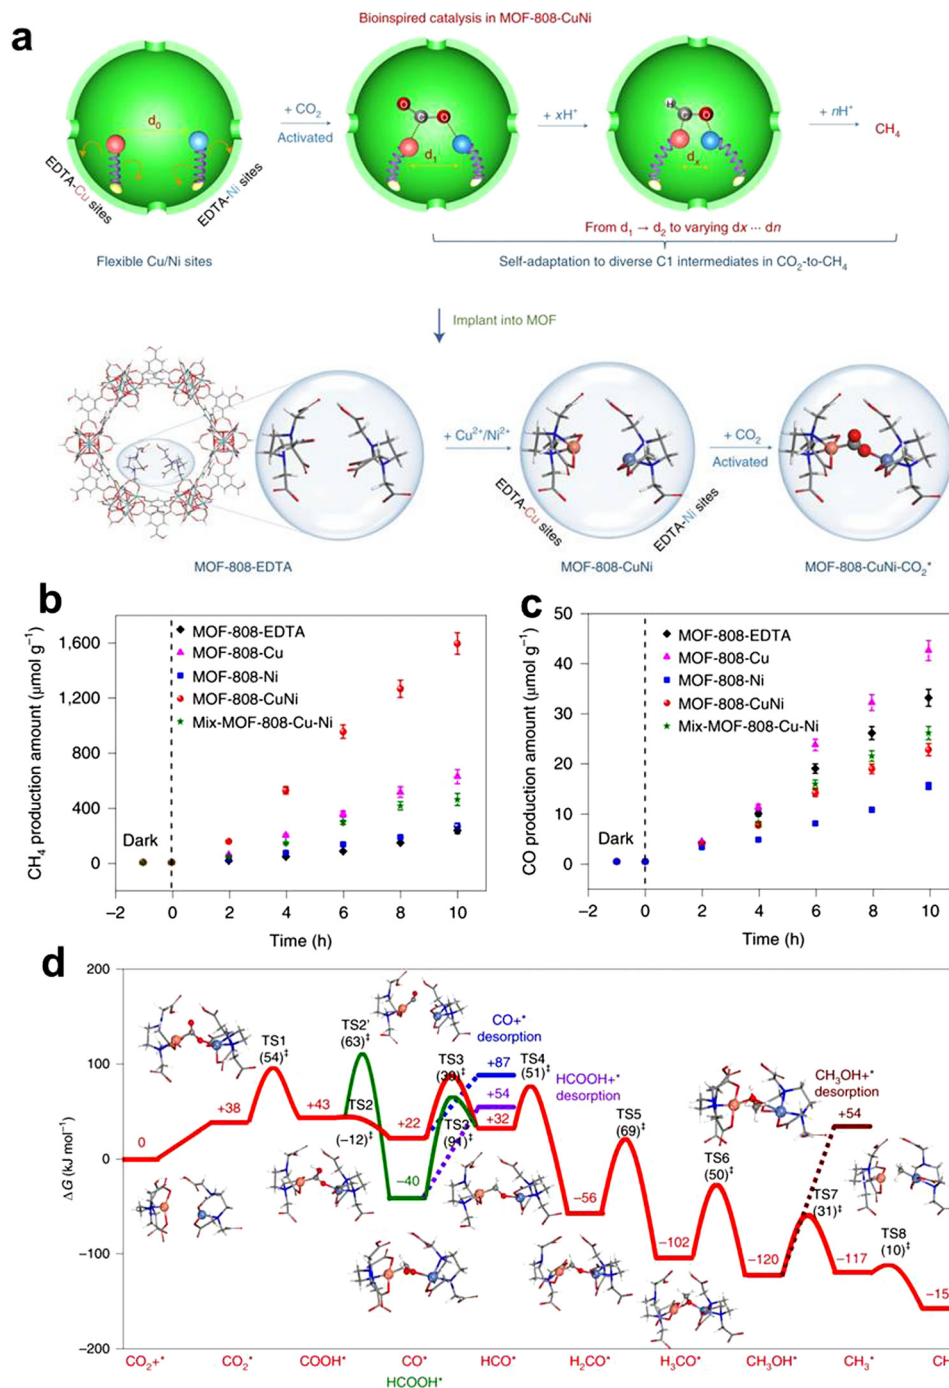 a
Bioinspired catalysis in MOF-808-CuNi
d₀
EDTA-Cu sites
EDTA-Ni sites
Flexible Cu/Ni sites
+ CO₂
Activated
O
C
O
d₁
+ xH⁺
H
C
O
dₓ
+ nH⁺
CH₄
From d₁ → d₂ to varying dx ··· dn
Self-adaptation to diverse C1 intermediates in CO₂-to-CH₄
Implant into MOF
MOF-808-EDTA
+ Cu²⁺/Ni²⁺
EDTA-Cu sites
EDTA-Ni sites
MOF-808-CuNi
+ CO₂
Activated
MOF-808-CuNi-CO₂*
b
CH₄ production amount (μmol g⁻¹)
1,600
1,200
800
400
0
MOF-808-EDTA
MOF-808-Cu
MOF-808-Ni
MOF-808-CuNi
Mix-MOF-808-Cu-Ni
Dark
−2 0 2 4 6 8 10
Time (h)
c
CO production amount (μmol g⁻¹)
50
40
30
20
10
0
MOF-808-EDTA
MOF-808-Cu
MOF-808-Ni
MOF-808-CuNi
Mix-MOF-808-Cu-Ni
Dark
−2 0 2 4 6 8 10
Time (h)
d
ΔG (kJ mol⁻¹)
200
100
0
−100
−200
0
+38
TS1
(54)‡
+43
TS2'
(63)‡
TS2
(−12)‡
+22
−40
TS3
(39)‡
TS3'
CO+*
desorption
+87
HCOOH+*
desorption
+54
+32
TS4
(51)‡
−56
TS5
(69)‡
−102
TS6
(50)‡
−120
CH₃OH+*
desorption
+54
TS7
(31)‡
−117
TS8
(10)‡
−15
CO₂+* CO₂* COOH* CO* HCO* H₂CO* H₃CO* CH₃OH* CH₃* CH
HCOOH*